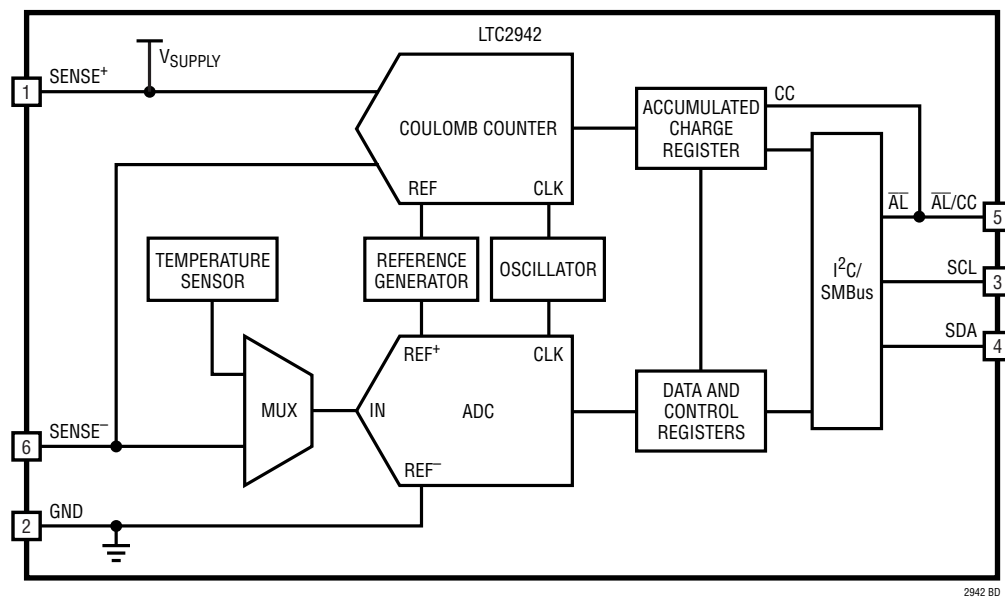 LTC2942
VSUPPLY
1
SENSE+
COULOMB COUNTER
REF
CLK
ACCUMULATED
CHARGE
REGISTER
CC
TEMPERATURE
SENSOR
REFERENCE
GENERATOR
OSCILLATOR
I2C/
SMBus
A̅L̅
A̅L̅/CC
5
SCL
3
SDA
4
REF+
CLK
MUX
IN
ADC
REF–
DATA AND
CONTROL
REGISTERS
6
SENSE–
2
GND
2942 BD